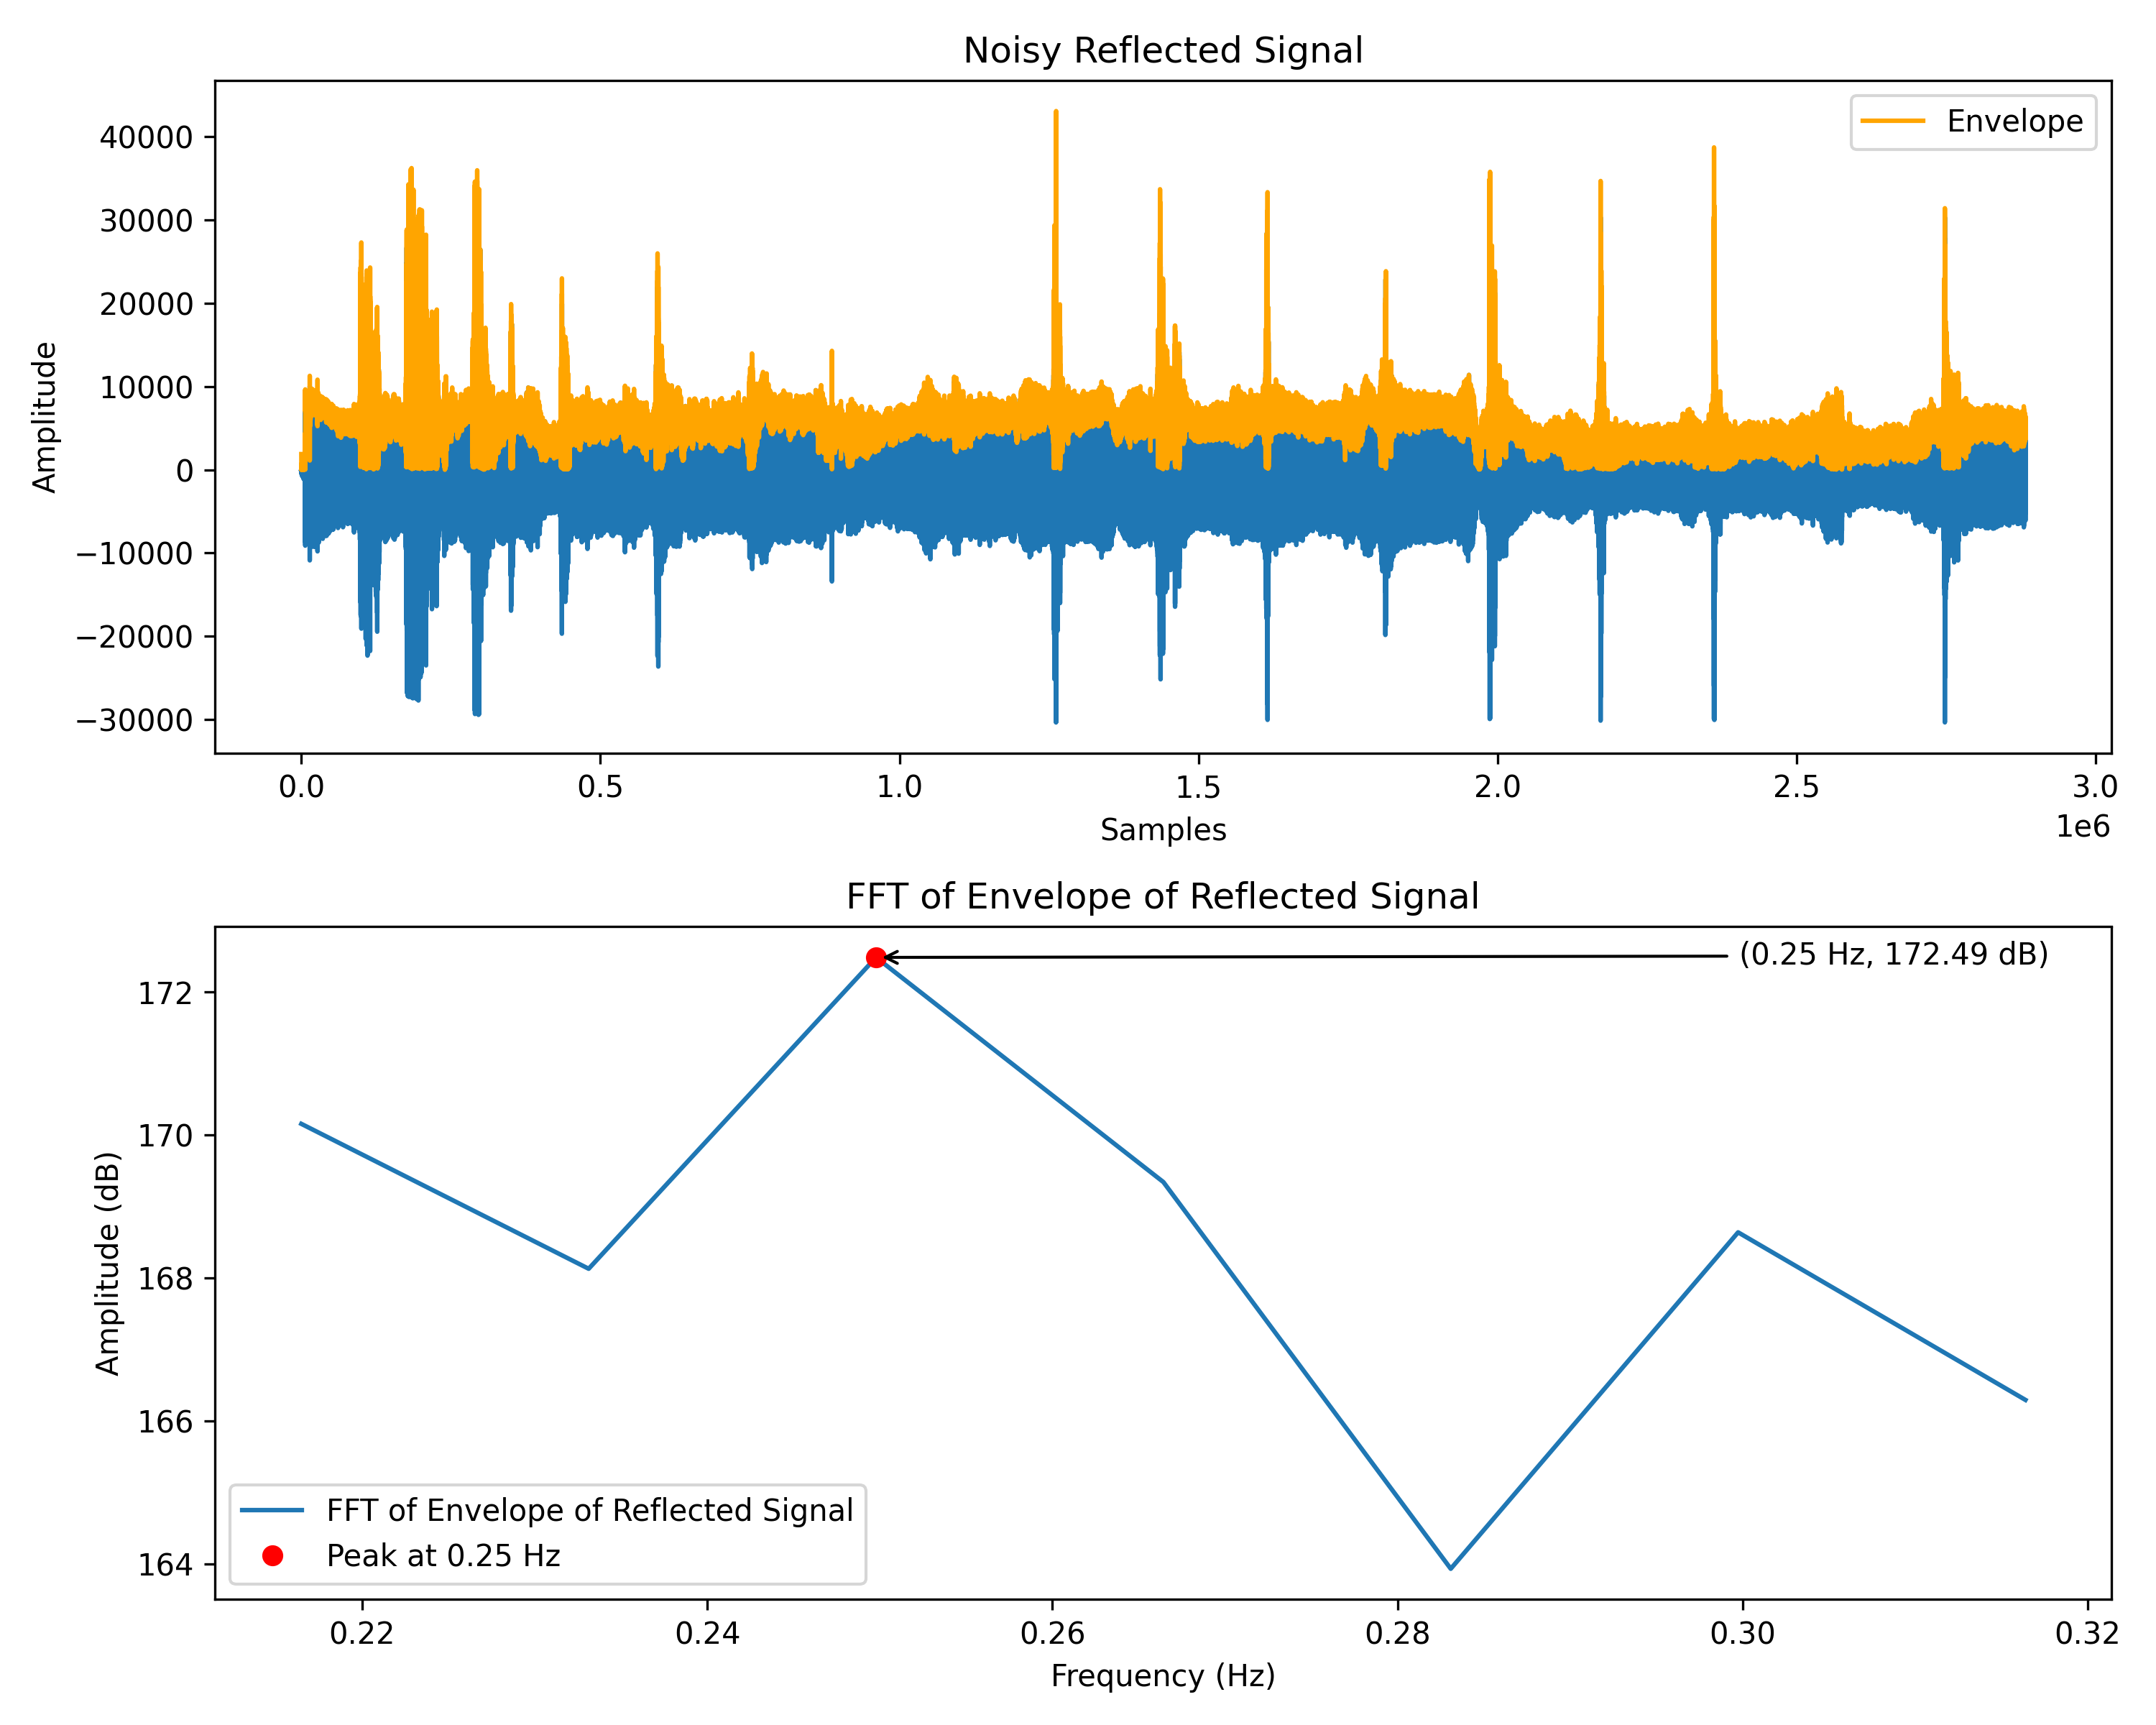 Noisy Reflected Signal
Envelope
Amplitude
40000
30000
20000
10000
0
−10000
−20000
−30000
0.0
0.5
1.0
1.5
2.0
2.5
3.0
1e6
Samples
FFT of Envelope of Reflected Signal
(0.25 Hz, 172.49 dB)
Amplitude (dB)
172
170
168
166
164
FFT of Envelope of Reflected Signal
Peak at 0.25 Hz
0.22
0.24
0.26
0.28
0.30
0.32
Frequency (Hz)